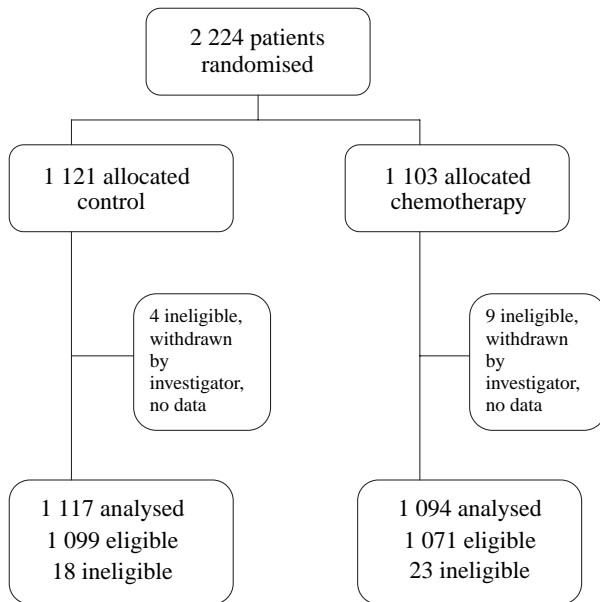 2 224 patients
randomised
1 121 allocated
control
1 103 allocated
chemotherapy
4 ineligible,
withdrawn
by
investigator,
no data
9 ineligible,
withdrawn
by
investigator,
no data
1 117 analysed
1 099 eligible
18 ineligible
1 094 analysed
1 071 eligible
23 ineligible